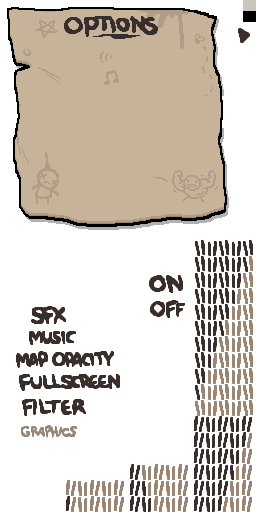 OPTIONS
ON
OFF
SFX
MUSIC
MAP OPACITY
FULLSCREEN
FILTER
GRAPHICS